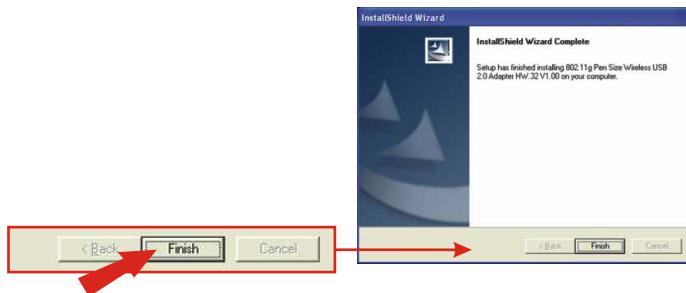 InstallShield Wizard
InstallShield Wizard Complete
Setup has finished installing 802.11g Pen Size Wireless USB
2.0 Adapter HW.32 V1.00 on your computer.
< Back Finish Cancel
< Back Finish Cancel